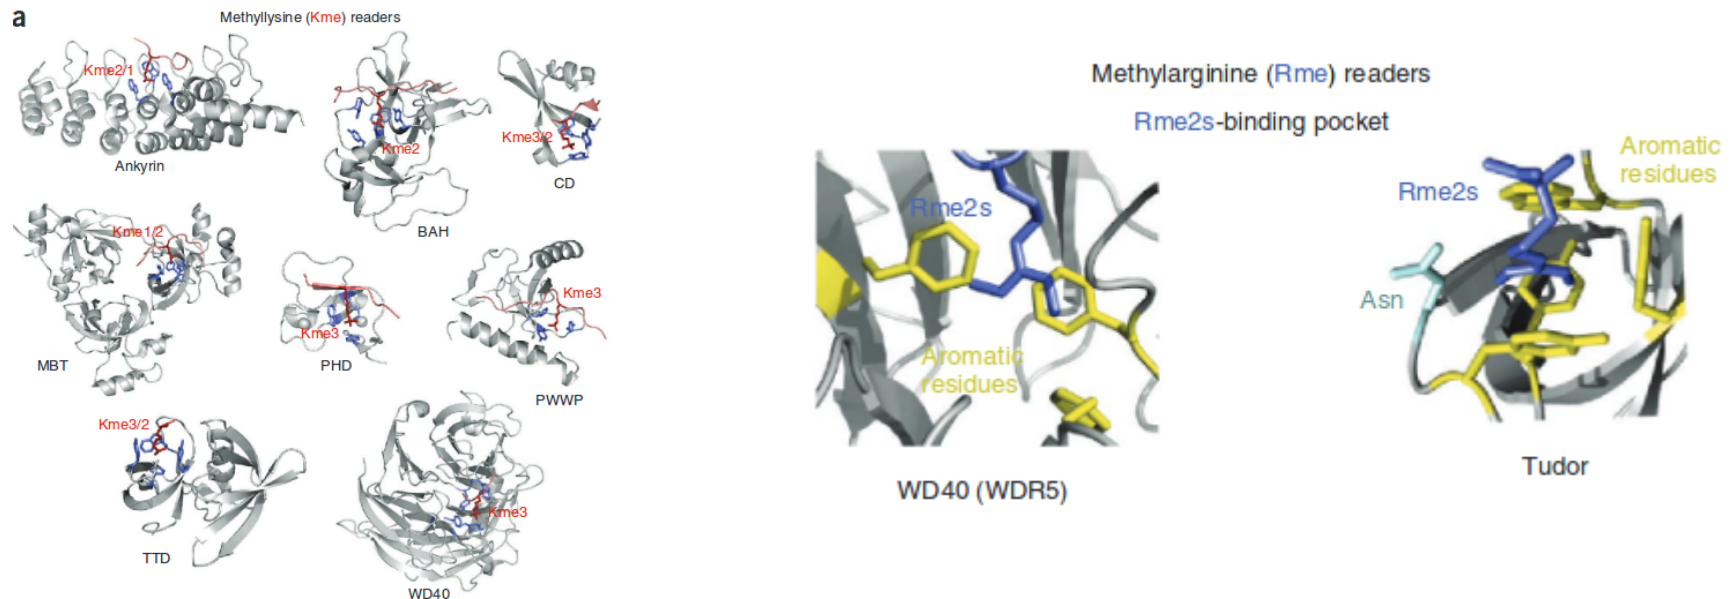 a
Methyllysine (Kme) readers
Kme2/1
Ankyrin
Kme2
BAH
Kme3/2
CD
Kme1/2
MBT
Kme3
PHD
Kme3
PWWP
Kme3/2
TTD
Kme3
WD40
Methylarginine (Rme) readers
Rme2s-binding pocket
Rme2s
Aromatic
residues
WD40 (WDR5)
Aromatic
residues
Rme2s
Asn
Tudor